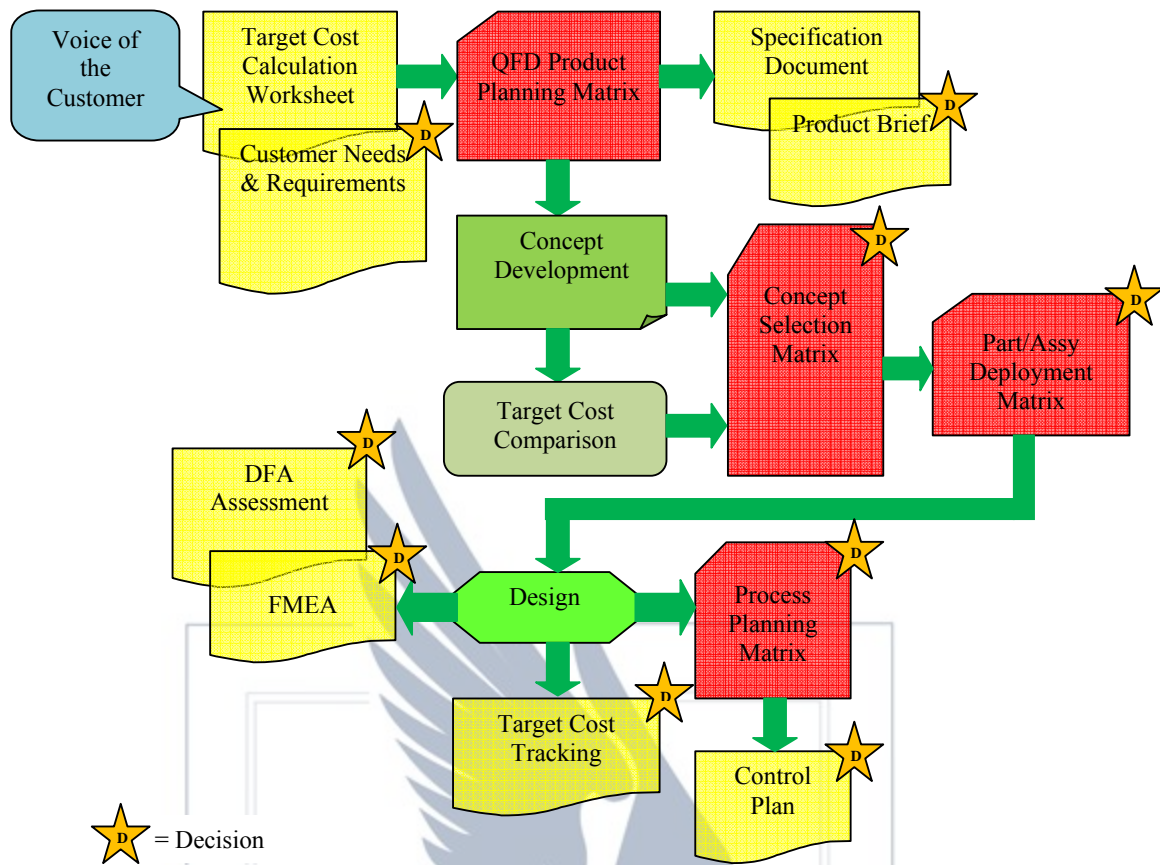 Voice of
the
Customer
Target Cost
Calculation
Worksheet
D
Customer Needs
& Requirements
QFD Product
Planning Matrix
Specification
Document
D
Product Brief
Concept
Development
D
Concept
Selection
Matrix
D
Part/Assy
Deployment
Matrix
Target Cost
Comparison
D
DFA
Assessment
D
FMEA
Design
D
Process
Planning
Matrix
D
Target Cost
Tracking
D
Control
Plan
D = Decision